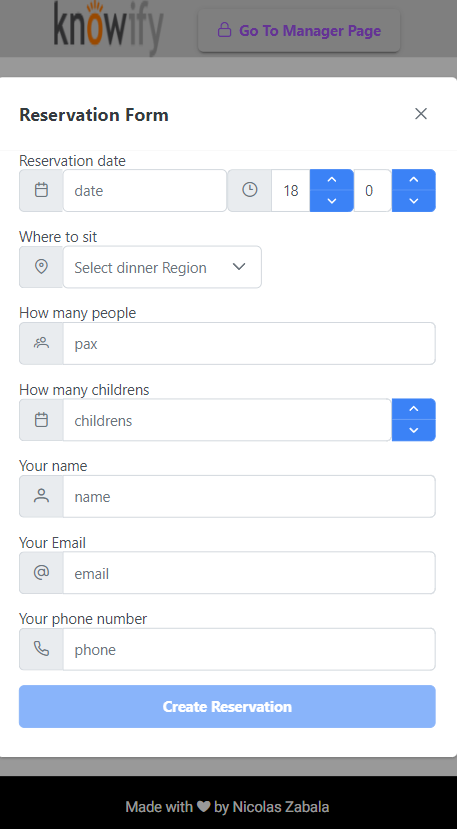 knowify
Go To Manager Page
Reservation Form
Reservation date
date 18 0
Where to sit
Select dinner Region
How many people
pax
How many childrens
childrens
Your name
name
Your Email
email
Your phone number
phone
Create Reservation
Made with ❤ by Nicolas Zabala